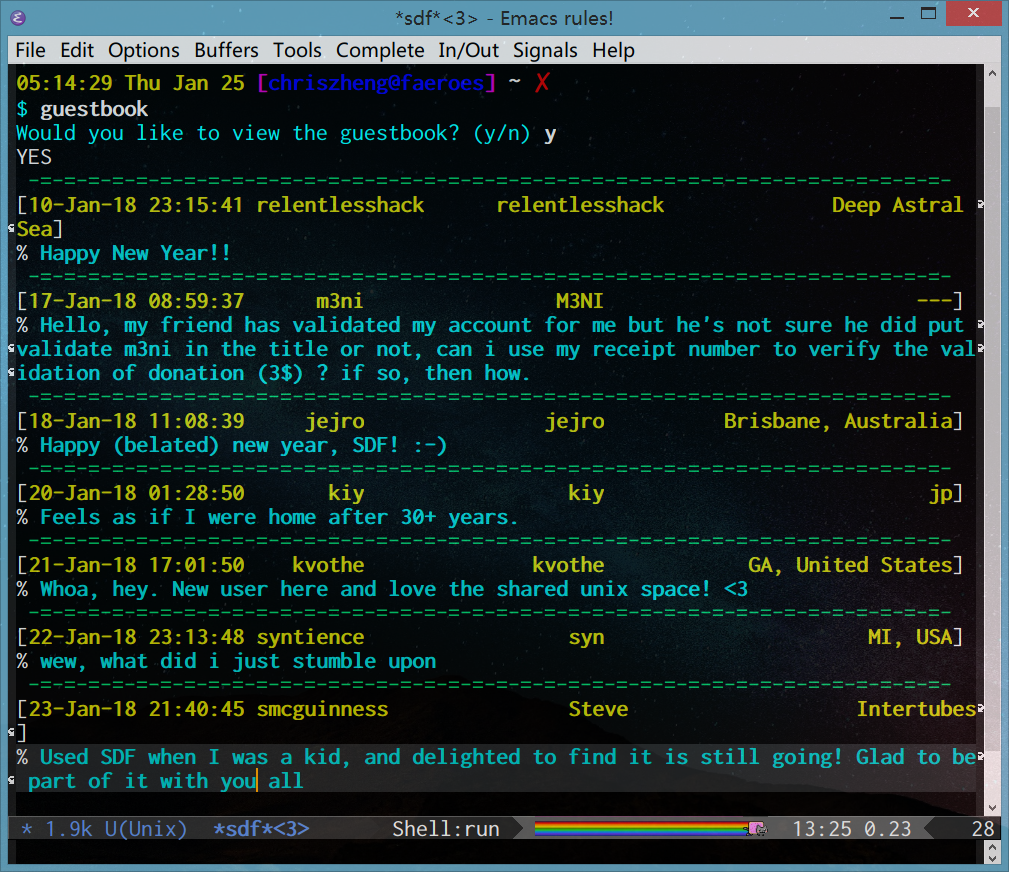 *sdf*<3> - Emacs rules!
File Edit Options Buffers Tools Complete In/Out Signals Help
05:14:29 Thu Jan 25 [chriszheng@faeroes] ~ ✗
$ guestbook
Would you like to view the guestbook? (y/n) y
YES
-=-=-=-=-=-=-=-=-=-=-=-=-=-=-=-=-=-=-=-=-=-=-=-=-=-=-=-=-=-=-=-=-=-=-=-=-=-
[10-Jan-18 23:15:41 relentlesshack      relentlesshack              Deep Astral
Sea]
% Happy New Year!!
-=-=-=-=-=-=-=-=-=-=-=-=-=-=-=-=-=-=-=-=-=-=-=-=-=-=-=-=-=-=-=-=-=-=-=-=-=-
[17-Jan-18 08:59:37      m3ni                M3NI                          ---]
% Hello, my friend has validated my account for me but he's not sure he did put
validate m3ni in the title or not, can i use my receipt number to verify the val
idation of donation (3$) ? if so, then how.
-=-=-=-=-=-=-=-=-=-=-=-=-=-=-=-=-=-=-=-=-=-=-=-=-=-=-=-=-=-=-=-=-=-=-=-=-=-
[18-Jan-18 11:08:39     jejro               jejro          Brisbane, Australia]
% Happy (belated) new year, SDF! :-)
-=-=-=-=-=-=-=-=-=-=-=-=-=-=-=-=-=-=-=-=-=-=-=-=-=-=-=-=-=-=-=-=-=-=-=-=-=-
[20-Jan-18 01:28:50       kiy                 kiy                           jp]
% Feels as if I were home after 30+ years.
-=-=-=-=-=-=-=-=-=-=-=-=-=-=-=-=-=-=-=-=-=-=-=-=-=-=-=-=-=-=-=-=-=-=-=-=-=-
[21-Jan-18 17:01:50    kvothe              kvothe            GA, United States]
% Whoa, hey. New user here and love the shared unix space! <3
-=-=-=-=-=-=-=-=-=-=-=-=-=-=-=-=-=-=-=-=-=-=-=-=-=-=-=-=-=-=-=-=-=-=-=-=-=-
[22-Jan-18 23:13:48 syntience                 syn                      MI, USA]
% wew, what did i just stumble upon
-=-=-=-=-=-=-=-=-=-=-=-=-=-=-=-=-=-=-=-=-=-=-=-=-=-=-=-=-=-=-=-=-=-=-=-=-=-
[23-Jan-18 21:40:45 smcguinness               Steve                   Intertubes
]
% Used SDF when I was a kid, and delighted to find it is still going! Glad to be
part of it with you all
* 1.9k U(Unix) *sdf*<3> Shell:run 13:25 0.23 28